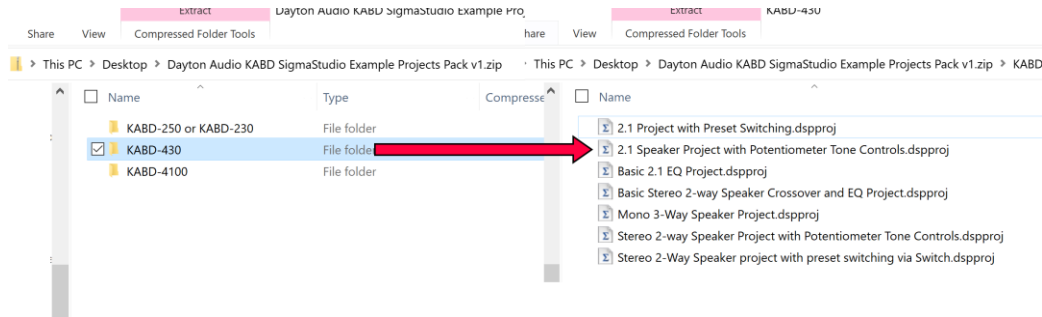 Extract Dayton Audio KABD SigmaStudio Example Proj
Share View Compressed Folder Tools
This PC > Desktop > Dayton Audio KABD SigmaStudio Example Projects Pack v1.zip
Name Type Compresse
KABD-250 or KABD-230 File folder
KABD-430 File folder
KABD-4100 File folder
Extract KABD-430
hare View Compressed Folder Tools
This PC > Desktop > Dayton Audio KABD SigmaStudio Example Projects Pack v1.zip > KABD
Name
2.1 Project with Preset Switching.dspproj
2.1 Speaker Project with Potentiometer Tone Controls.dspproj
Basic 2.1 EQ Project.dspproj
Basic Stereo 2-way Speaker Crossover and EQ Project.dspproj
Mono 3-Way Speaker Project.dspproj
Stereo 2-way Speaker Project with Potentiometer Tone Controls.dspproj
Stereo 2-Way Speaker project with preset switching via Switch.dspproj